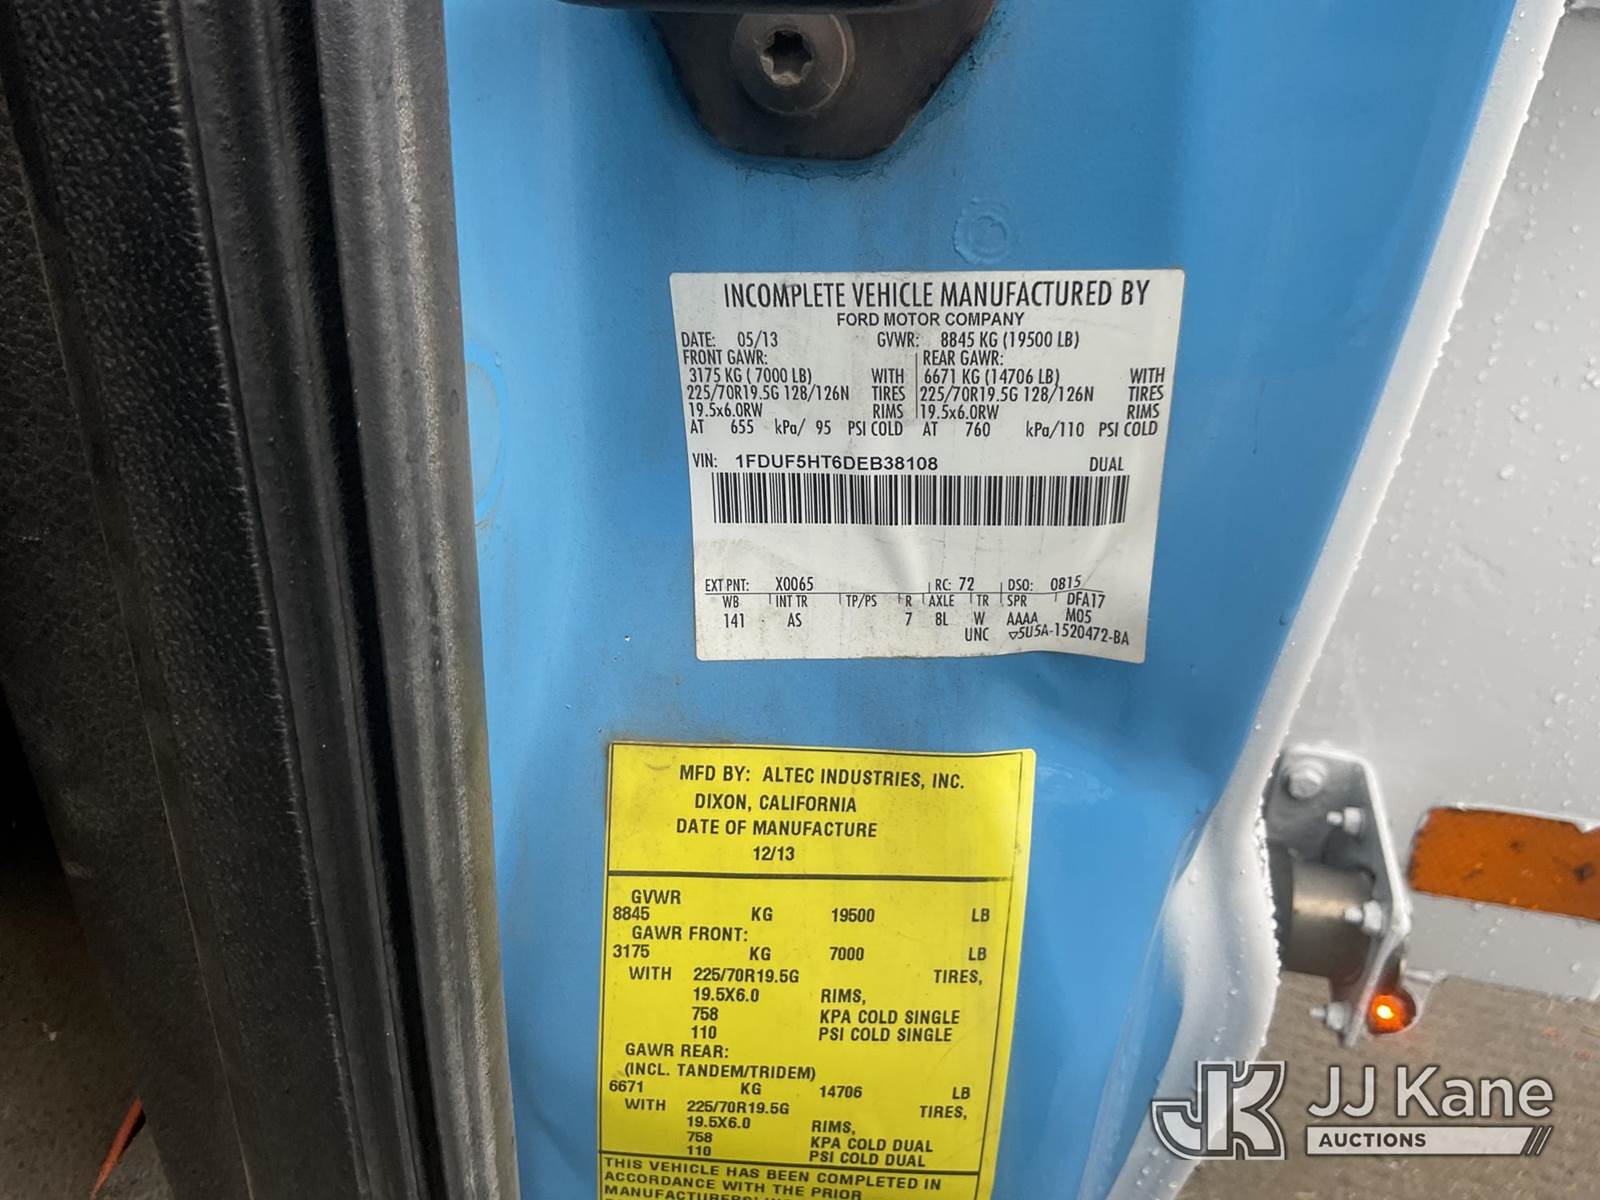 INCOMPLETE VEHICLE MANUFACTURED BY
FORD MOTOR COMPANY
DATE: 05/13 GVWR: 8845 KG (19500 LB)
FRONT GAWR: REAR GAWR:
3175 KG ( 7000 LB) WITH 6671 KG (14706 LB) WITH
225/70R19.5G 128/126N TIRES 225/70R19.5G 128/126N TIRES
19.5x6.0RW RIMS 19.5x6.0RW RIMS
AT 655 kPa/ 95 PSI COLD AT 760 kPa/110 PSI COLD
VIN: 1FDUF5HT6DEB38108 DUAL
EXT PNT: X0065 RC: 72 DSO: 0815
WB INT TR TP/PS R AXLE TR SPR DFA17
141 AS 7 8L W AAAA M05
UNC ▽5U5A-1520472-BA
MFD BY: ALTEC INDUSTRIES, INC.
DIXON, CALIFORNIA
DATE OF MANUFACTURE
12/13
GVWR
8845 KG 19500 LB
GAWR FRONT:
3175 KG 7000 LB
WITH 225/70R19.5G TIRES,
19.5X6.0 RIMS,
758 KPA COLD SINGLE
110 PSI COLD SINGLE
GAWR REAR:
(INCL. TANDEM/TRIDEM)
6671 KG 14706 LB
WITH 225/70R19.5G TIRES,
19.5X6.0 RIMS,
758 KPA COLD DUAL
110 PSI COLD DUAL
THIS VEHICLE HAS BEEN COMPLETED IN
ACCORDANCE WITH THE PRIOR
JK JJ Kane
AUCTIONS